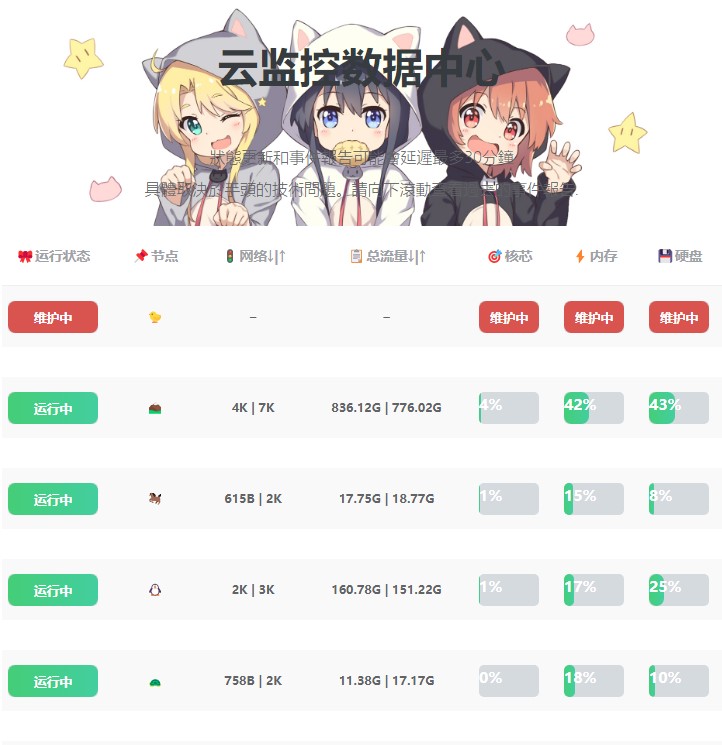 云监控数据中心
狀態更新和事件報告可能會延遲最多30分鐘
具體取決於手頭的技術問題。請向下滾動查看過去的事件報告.
运行状态 节点 网络↓|↑ 总流量↓|↑ 核芯 内存 硬盘
维护中 – – 维护中 维护中 维护中
运行中 4K | 7K 836.12G | 776.02G 4% 42% 43%
运行中 615B | 2K 17.75G | 18.77G 1% 15% 8%
运行中 2K | 3K 160.78G | 151.22G 1% 17% 25%
运行中 758B | 2K 11.38G | 17.17G 0% 18% 10%